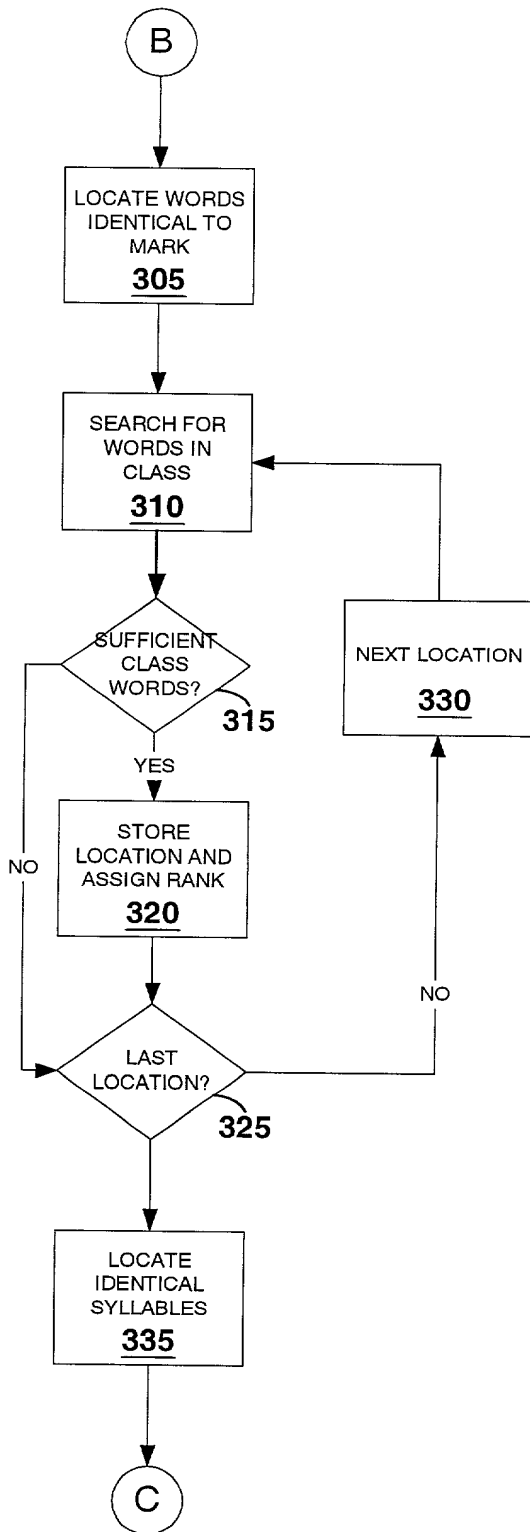 B
LOCATE WORDS
IDENTICAL TO
MARK
305
SEARCH FOR
WORDS IN
CLASS
310
SUFFICIENT
CLASS
WORDS?
315
YES
NO
STORE
LOCATION AND
ASSIGN RANK
320
LAST
LOCATION?
325
NO
NEXT LOCATION
330
LOCATE
IDENTICAL
SYLLABLES
335
C